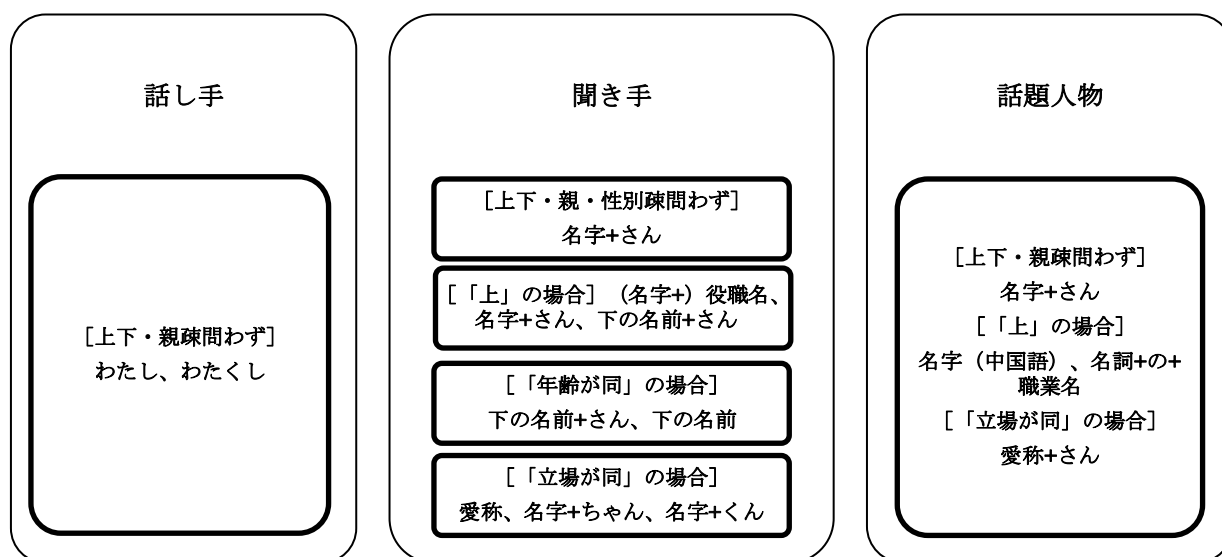 話し手
[上下・親疎問わず]
わたし、わたくし
聞き手
[上下・親・性別疎問わず]
名字+さん
[「上」の場合]（名字+）役職名、
名字+さん、下の名前+さん
[「年齢が同」の場合]
下の名前+さん、下の名前
[「立場が同」の場合]
愛称、名字+ちゃん、名字+くん
話題人物
[上下・親疎問わず]
名字+さん
[「上」の場合]
名字（中国語）、名詞+の+
職業名
[「立場が同」の場合]
愛称+さん